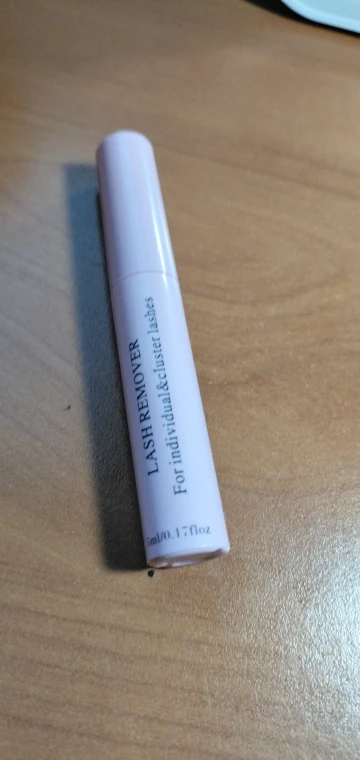 LASH REMOVER
For individual&cluster lashes
5ml/0.17floz